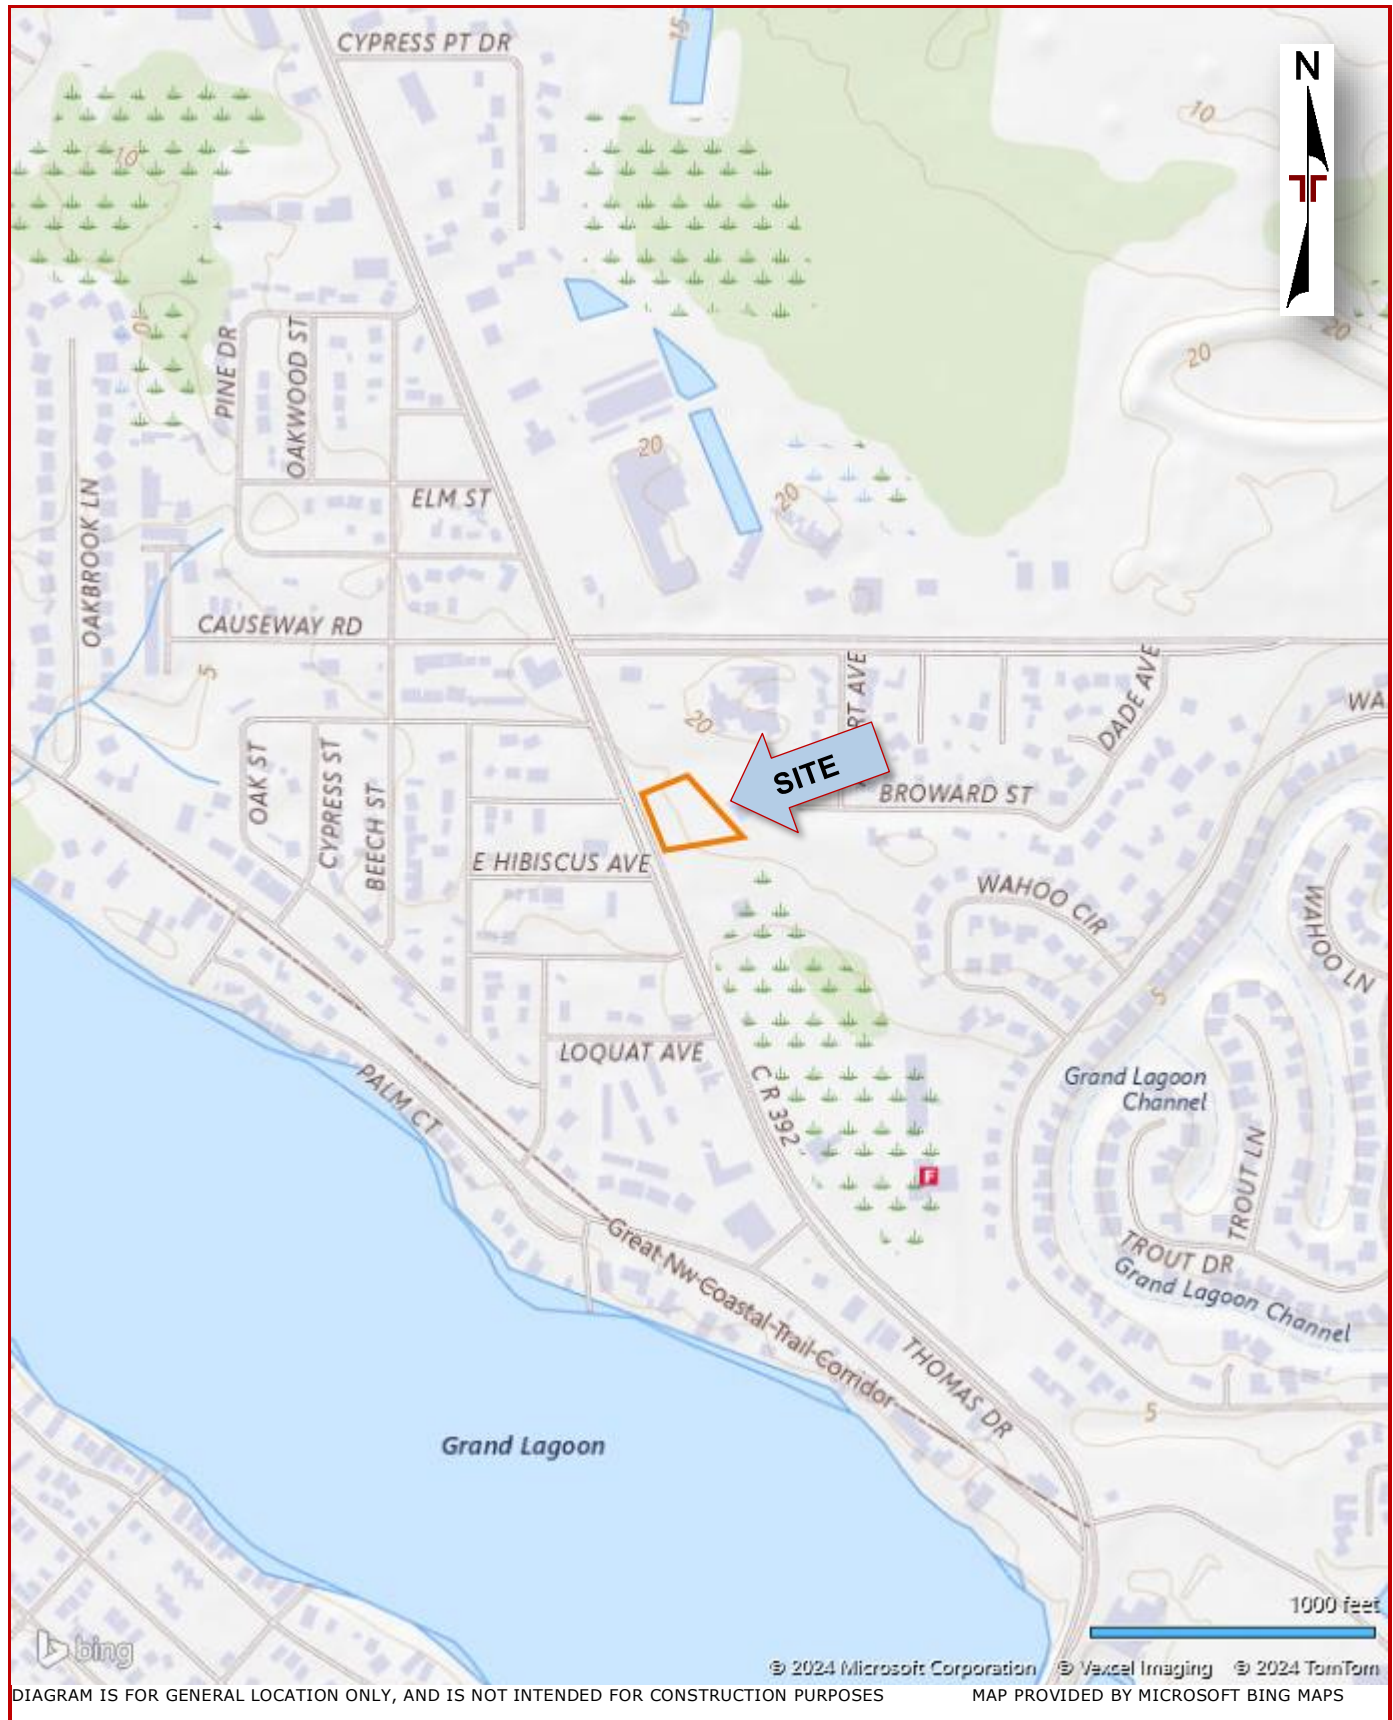 CYPRESS PT DR
15
N
10
10
10
20
20
PINE DR
OAKWOOD ST
20
20
ELM ST
OAKBROOK LN
CAUSEWAY RD
5
20
DADE AVE
WA
SITE
OAK ST
CYPRESS ST
BEECH ST
BROWARD ST
E HIBISCUS AVE
WAHOO CIR
WAHOO LN
5
LOQUAT AVE
PALM CT
C R 392
Grand Lagoon
Channel
F
TROUT LN
TROUT DR
Grand Lagoon Channel
Great Nw Coastal Trail Corridor
THOMAS DR
5
Grand Lagoon
1000 feet
bing
© 2024 Microsoft Corporation © Vexcel Imaging © 2024 TomTom
DIAGRAM IS FOR GENERAL LOCATION ONLY, AND IS NOT INTENDED FOR CONSTRUCTION PURPOSES
MAP PROVIDED BY MICROSOFT BING MAPS